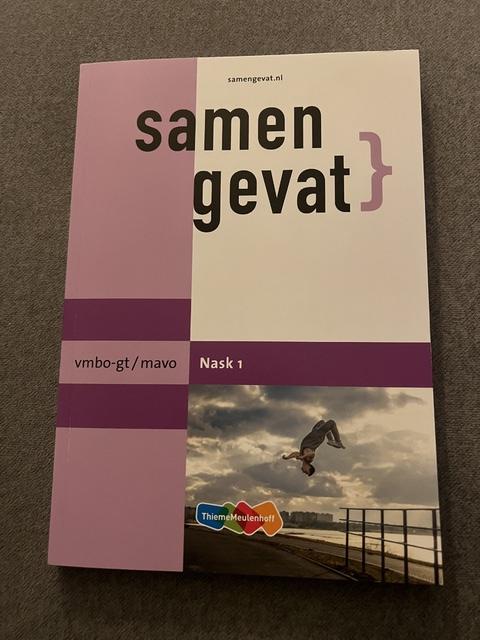 samengevat.nl
samen
gevat}
vmbo-gt/mavo
Nask 1
ThiemeMeulenhoff